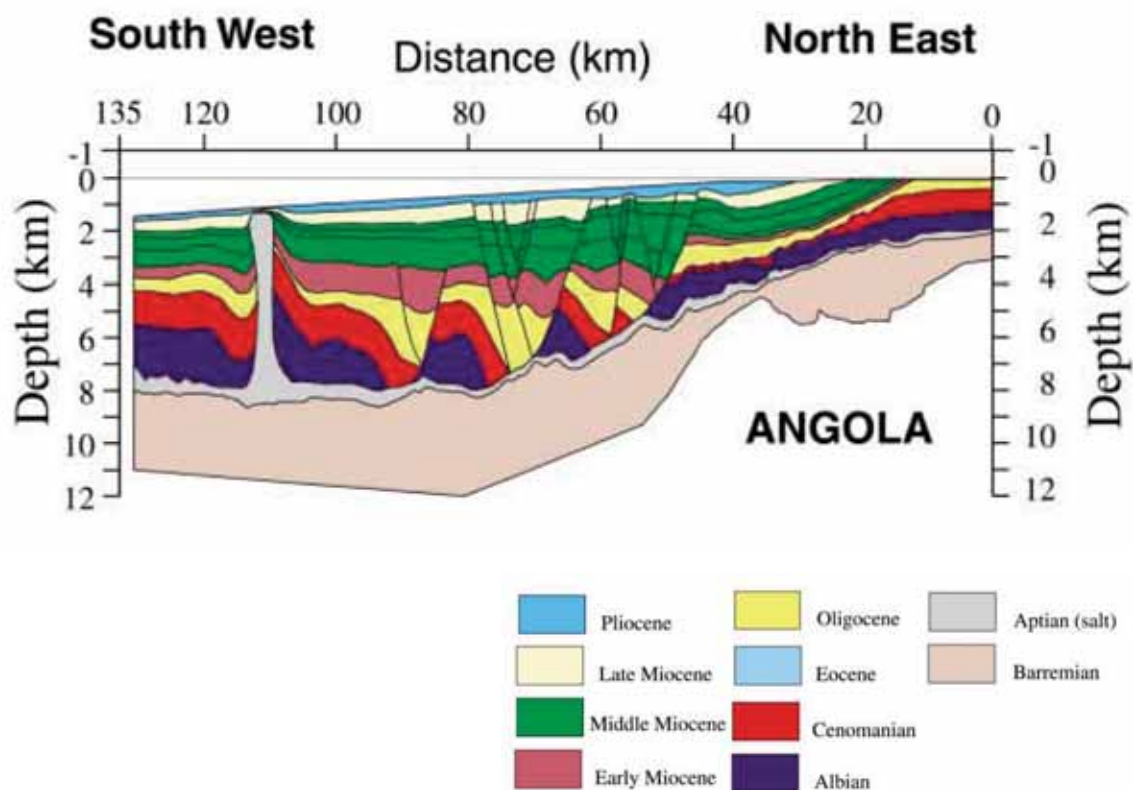 South West
North East
Distance (km)
135 120 100 80 60 40 20 0
-1 -1
0 0
2 2
4 4
6 6
8 8
10 10
12 12
Depth (km)
Depth (km)
ANGOLA
Pliocene Oligocene Aptian (salt)
Late Miocene Eocene Barremian
Middle Miocene Cenomanian
Early Miocene Albian